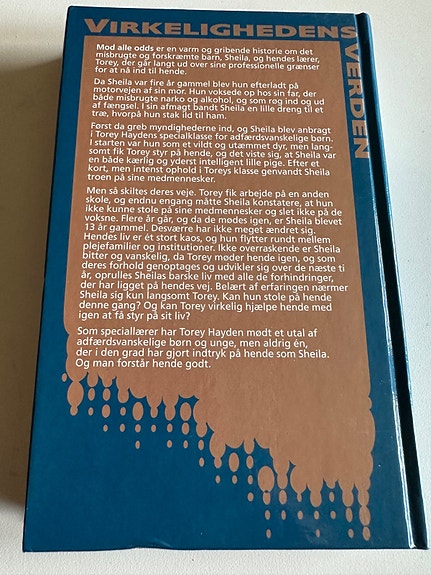 VIRKELIGHEDENS
VERDEN
Mod alle odds er en varm og gribende historie om det
misbrugte og forskræmte barn, Sheila, og hendes lærer,
Torey, der går langt ud over sine professionelle grænser
for at nå ind til hende.
Da Sheila var fire år gammel blev hun efterladt på
motorvejen af sin mor. Hun voksede op hos sin far, der
både misbrugte narko og alkohol, og som røg ind og ud
af fængsel. I sin afmagt bandt Sheila en lille dreng til et
træ, hvorpå hun stak ild til ham.
Først da greb myndighederne ind, og Sheila blev anbragt
i Torey Haydens specialklasse for adfærdsvanskelige børn.
I starten var hun som et vildt og utæmmet dyr, men lang-
somt fik Torey styr på hende, og det viste sig, at Sheila var
en både kærlig og yderst intelligent lille pige. Efter et
kort, men intenst ophold i Toreys klasse genvandt Sheila
troen på sine medmennesker.
Men så skiltes deres veje. Torey fik arbejde på en anden
skole, og endnu engang måtte Sheila konstatere, at hun
ikke kunne stole på sine medmennesker og slet ikke på de
voksne. Flere år går, og da de mødes igen, er Sheila blevet
13 år gammel. Desværre har ikke meget ændret sig.
Hendes liv er ét stort kaos, og hun flytter rundt mellem
plejefamilier og institutioner. Ikke overraskende er Sheila
bitter og vanskelig, da Torey møder hende igen, og som
deres forhold genoptages og udvikler sig over de næste ti
år, oprulles Sheilas barske liv med alle de forhindringer,
der har ligget på hendes vej. Belært af erfaringen nærmer
Sheila sig kun langsomt Torey. Kan hun stole på hende
denne gang? Og kan Torey virkelig hjælpe hende med
igen at få styr på sit liv?
Som speciallærer har Torey Hayden mødt et utal af
adfærdsvanskelige børn og unge, men aldrig én,
der i den grad har gjort indtryk på hende som Sheila.
Og man forstår hende godt.